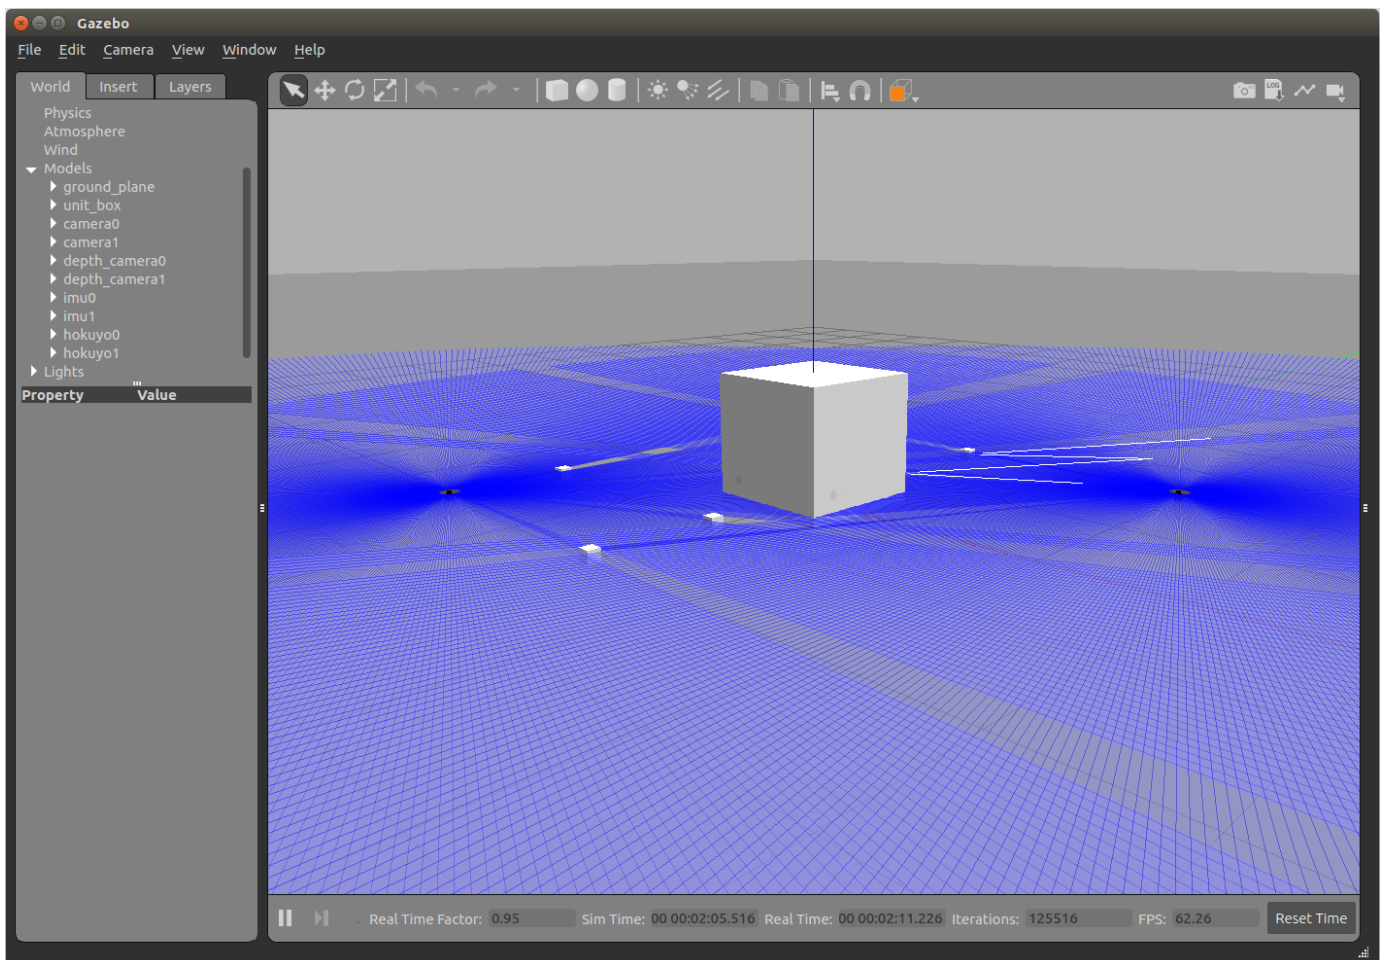 Gazebo
File Edit Camera View Window Help
World Insert Layers
LOG
Physics
Atmosphere
Wind
Models
ground_plane
unit_box
camera0
camera1
depth_camera0
depth_camera1
imu0
imu1
hokuyo0
hokuyo1
Lights
Property Value
Real Time Factor: 0.95 Sim Time: 00 00:02:05.516 Real Time: 00 00:02:11.226 Iterations: 125516 FPS: 62.26 Reset Time